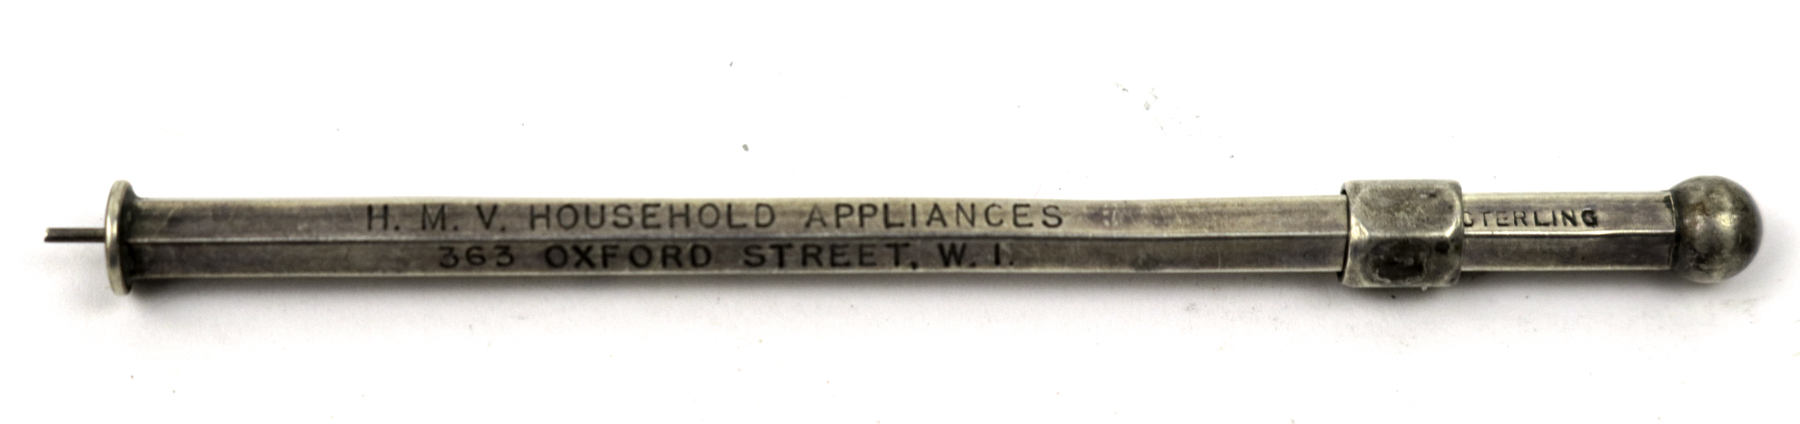 H. M. V. HOUSEHOLD APPLIANCES
363 OXFORD STREET, W. I.
STERLING